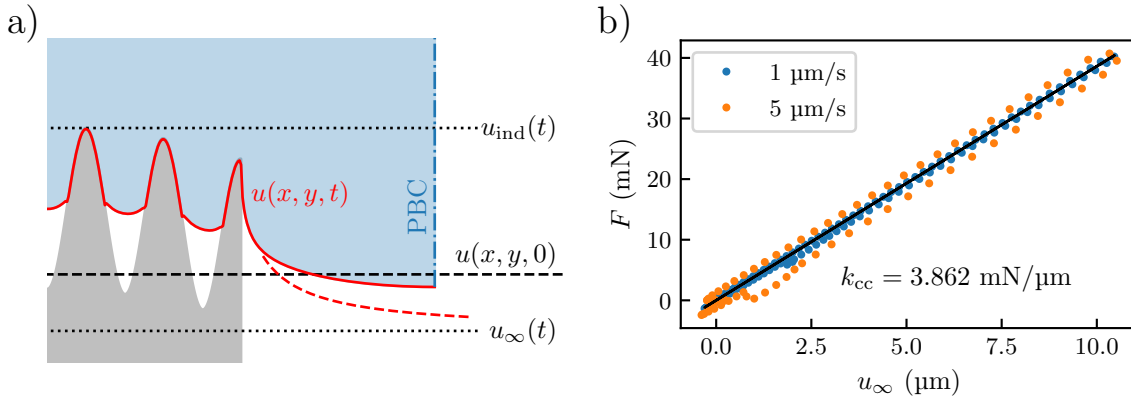 a)
u_ind(t)
u(x, y, t)
PBC
u(x, y, 0)
u_∞(t)
b)
1 µm/s
5 µm/s
F (mN)
40
30
20
10
0
k_cc = 3.862 mN/µm
0.0 2.5 5.0 7.5 10.0
u_∞ (µm)